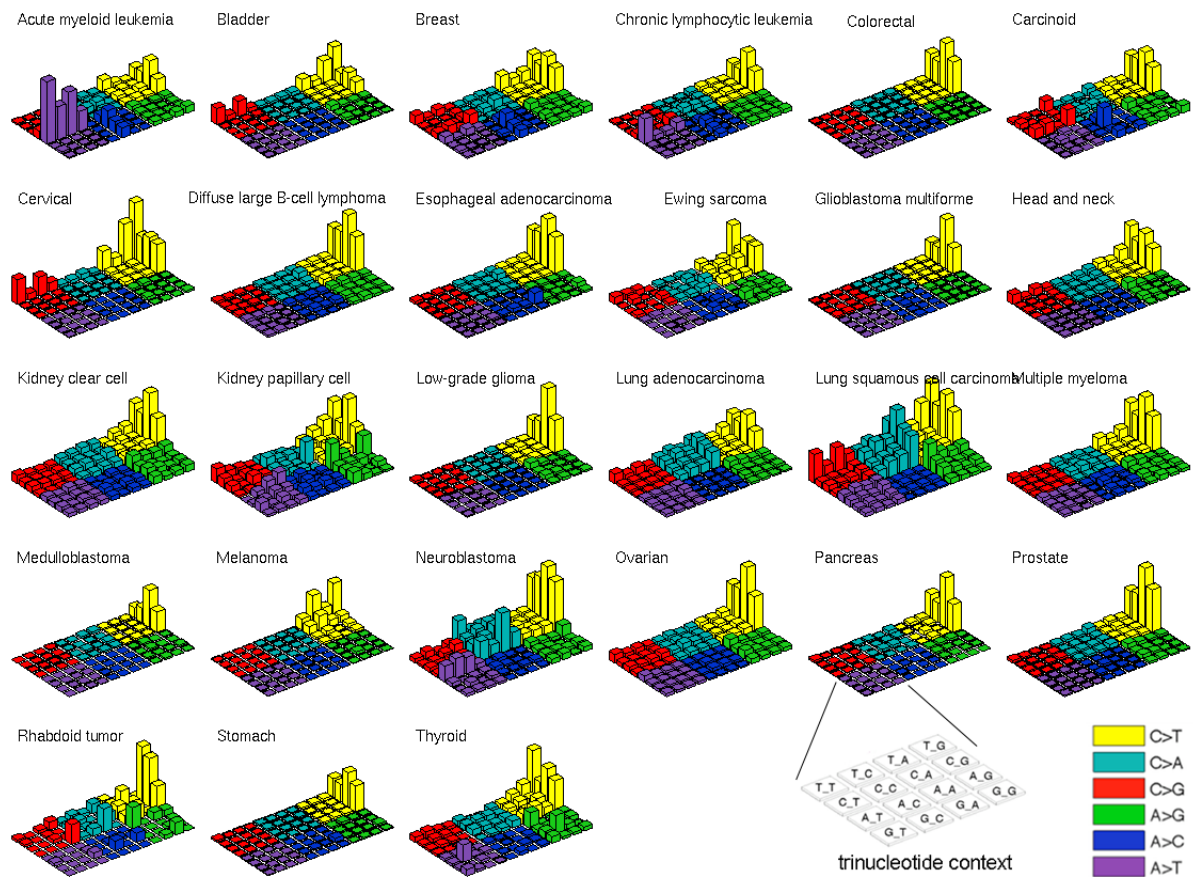 Acute myeloid leukemia
Bladder
Breast
Chronic lymphocytic leukemia
Colorectal
Carcinoid
Cervical
Diffuse large B-cell lymphoma
Esophageal adenocarcinoma
Ewing sarcoma
Glioblastoma multiforme
Head and neck
Kidney clear cell
Kidney papillary cell
Low-grade glioma
Lung adenocarcinoma
Lung squamous cell carcinoma
Multiple myeloma
Medulloblastoma
Melanoma
Neuroblastoma
Ovarian
Pancreas
Prostate
Rhabdoid tumor
Stomach
Thyroid
T_G
T_A C_G
T_C C_A A_G
T_T C_C A_A G_G
C_T A_C G_A
A_T G_C
G_T
trinucleotide context
C>T
C>A
C>G
A>G
A>C
A>T